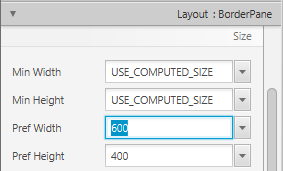 Layout : BorderPane
Size
Min Width USE_COMPUTED_SIZE
Min Height USE_COMPUTED_SIZE
Pref Width 600
Pref Height 400